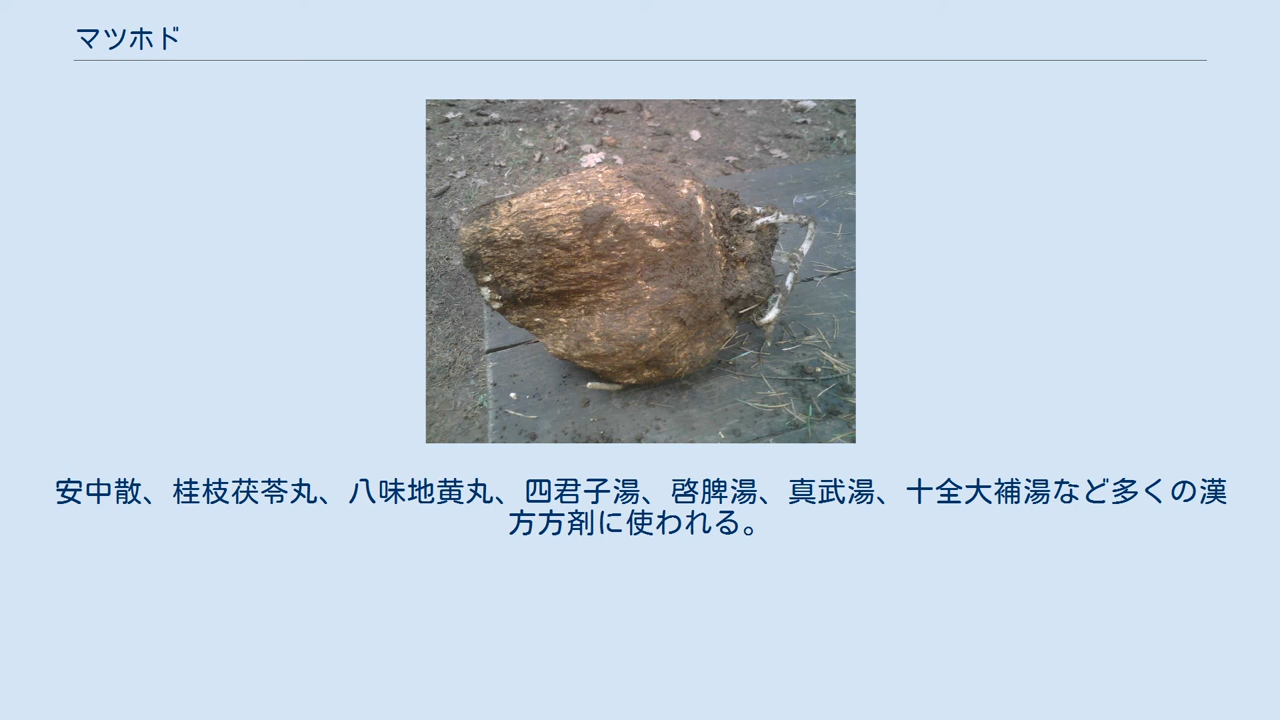 マツホド
安中散、桂枝茯苓丸、八味地黄丸、四君子湯、啓脾湯、真武湯、十全大補湯など多くの漢
方方剤に使われる。